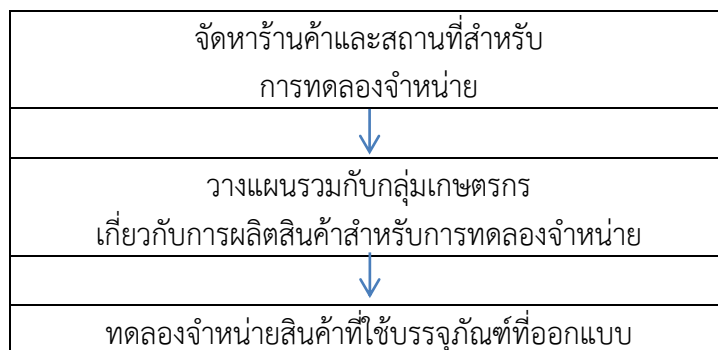 จัดหาร้านค้าและสถานที่สำหรับ
การทดลองจำหน่าย
วางแผนรวมกับกลุ่มเกษตรกร
เกี่ยวกับการผลิตสินค้าสำหรับการทดลองจำหน่าย
ทดลองจำหน่ายสินค้าที่ใช้บรรจุภัณฑ์ที่ออกแบบ